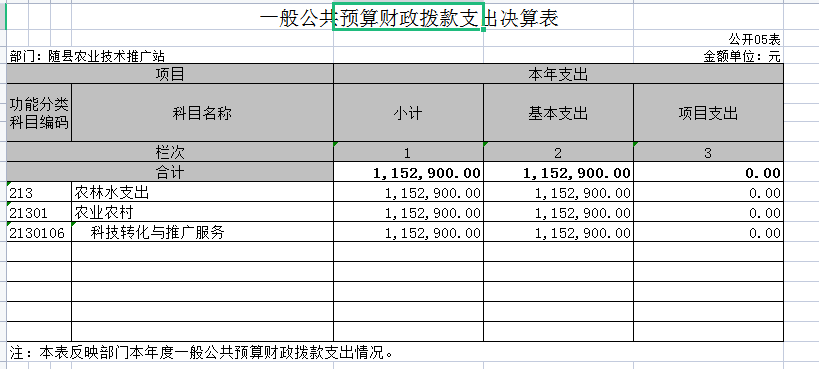 一般公共预算财政拨款支出决算表
公开05表
部门：随县农业技术推广站 金额单位：元
项目 本年支出
功能分类科目编码 科目名称 小计 基本支出 项目支出
栏次 1 2 3
合计 1,152,900.00 1,152,900.00 0.00
213 农林水支出 1,152,900.00 1,152,900.00 0.00
21301 农业农村 1,152,900.00 1,152,900.00 0.00
2130106 科技转化与推广服务 1,152,900.00 1,152,900.00 0.00
注：本表反映部门本年度一般公共预算财政拨款支出情况。